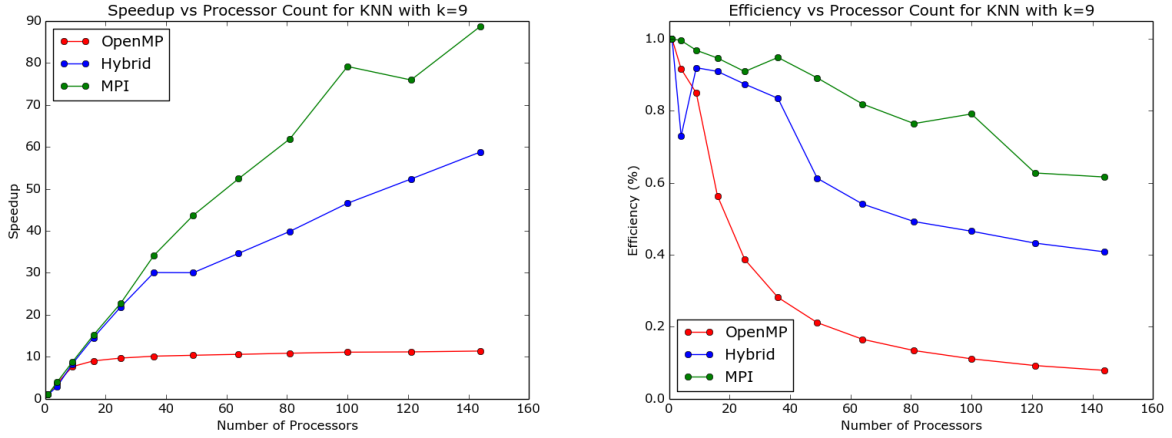 Speedup vs Processor Count for KNN with k=9
OpenMP
Hybrid
MPI
90
80
70
60
50
40
30
20
10
0
Speedup
0 20 40 60 80 100 120 140 160
Number of Processors
Efficiency vs Processor Count for KNN with k=9
1.0
0.8
0.6
0.4
0.2
0.0
Efficiency (%)
OpenMP
Hybrid
MPI
0 20 40 60 80 100 120 140 160
Number of Processors